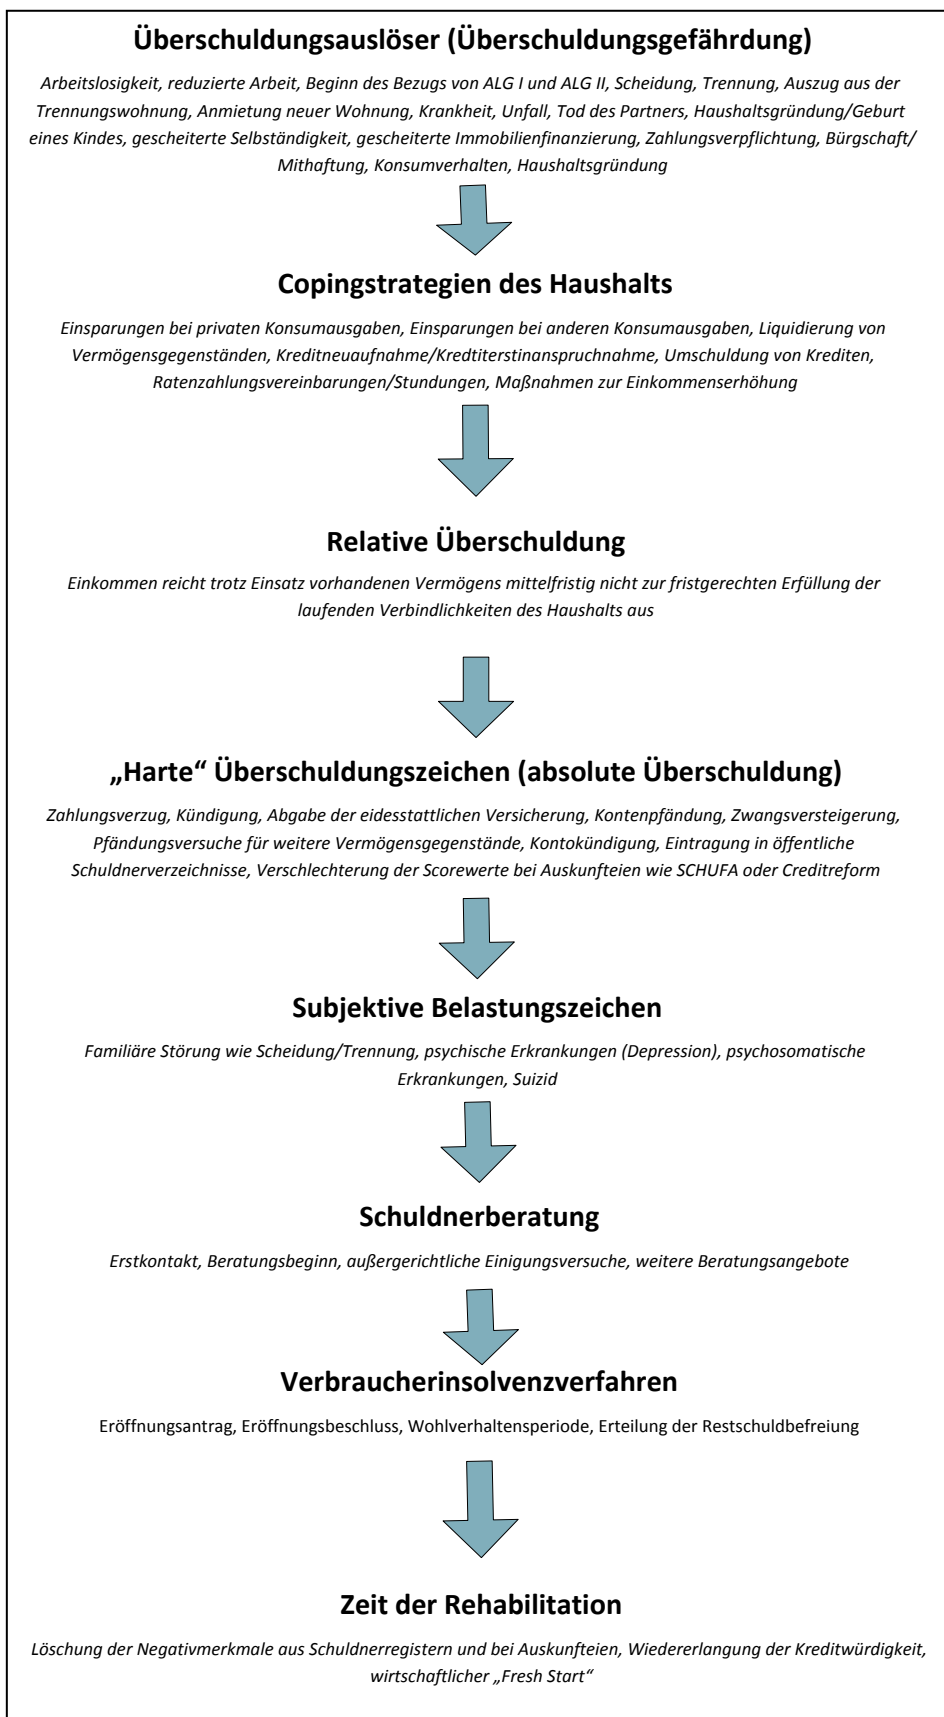 Überschuldungsauslöser (Überschuldungsgefährdung)
Arbeitslosigkeit, reduzierte Arbeit, Beginn des Bezugs von ALG I und ALG II, Scheidung, Trennung, Auszug aus der
Trennungswohnung, Anmietung neuer Wohnung, Krankheit, Unfall, Tod des Partners, Haushaltsgründung/Geburt
eines Kindes, gescheiterte Selbständigkeit, gescheiterte Immobilienfinanzierung, Zahlungsverpflichtung, Bürgschaft/
Mithaftung, Konsumverhalten, Haushaltsgründung
Copingstrategien des Haushalts
Einsparungen bei privaten Konsumausgaben, Einsparungen bei anderen Konsumausgaben, Liquidierung von
Vermögensgegenständen, Kreditneuaufnahme/Kredtiterstinanspruchnahme, Umschuldung von Krediten,
Ratenzahlungsvereinbarungen/Stundungen, Maßnahmen zur Einkommenserhöhung
Relative Überschuldung
Einkommen reicht trotz Einsatz vorhandenen Vermögens mittelfristig nicht zur fristgerechten Erfüllung der
laufenden Verbindlichkeiten des Haushalts aus
„Harte“ Überschuldungszeichen (absolute Überschuldung)
Zahlungsverzug, Kündigung, Abgabe der eidesstattlichen Versicherung, Kontenpfändung, Zwangsversteigerung,
Pfändungsversuche für weitere Vermögensgegenstände, Kontokündigung, Eintragung in öffentliche
Schuldnerverzeichnisse, Verschlechterung der Scorewerte bei Auskunfteien wie SCHUFA oder Creditreform
Subjektive Belastungszeichen
Familiäre Störung wie Scheidung/Trennung, psychische Erkrankungen (Depression), psychosomatische
Erkrankungen, Suizid
Schuldnerberatung
Erstkontakt, Beratungsbeginn, außergerichtliche Einigungsversuche, weitere Beratungsangebote
Verbraucherinsolvenzverfahren
Eröffnungsantrag, Eröffnungsbeschluss, Wohlverhaltensperiode, Erteilung der Restschuldbefreiung
Zeit der Rehabilitation
Löschung der Negativmerkmale aus Schuldnerregistern und bei Auskunfteien, Wiedererlangung der Kreditwürdigkeit,
wirtschaftlicher „Fresh Start“